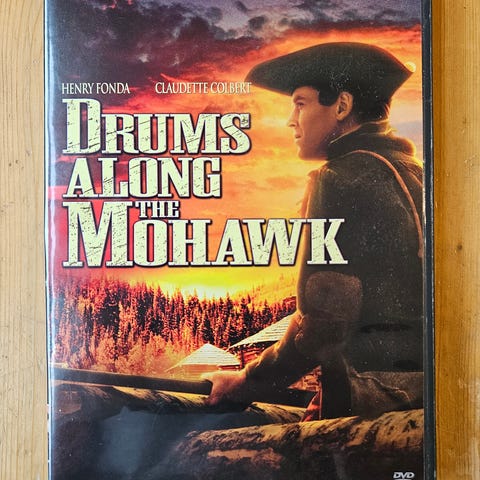 HENRY FONDA CLAUDETTE COLBERT
DRUMS
ALONG
THE
MOHAWK
DVD